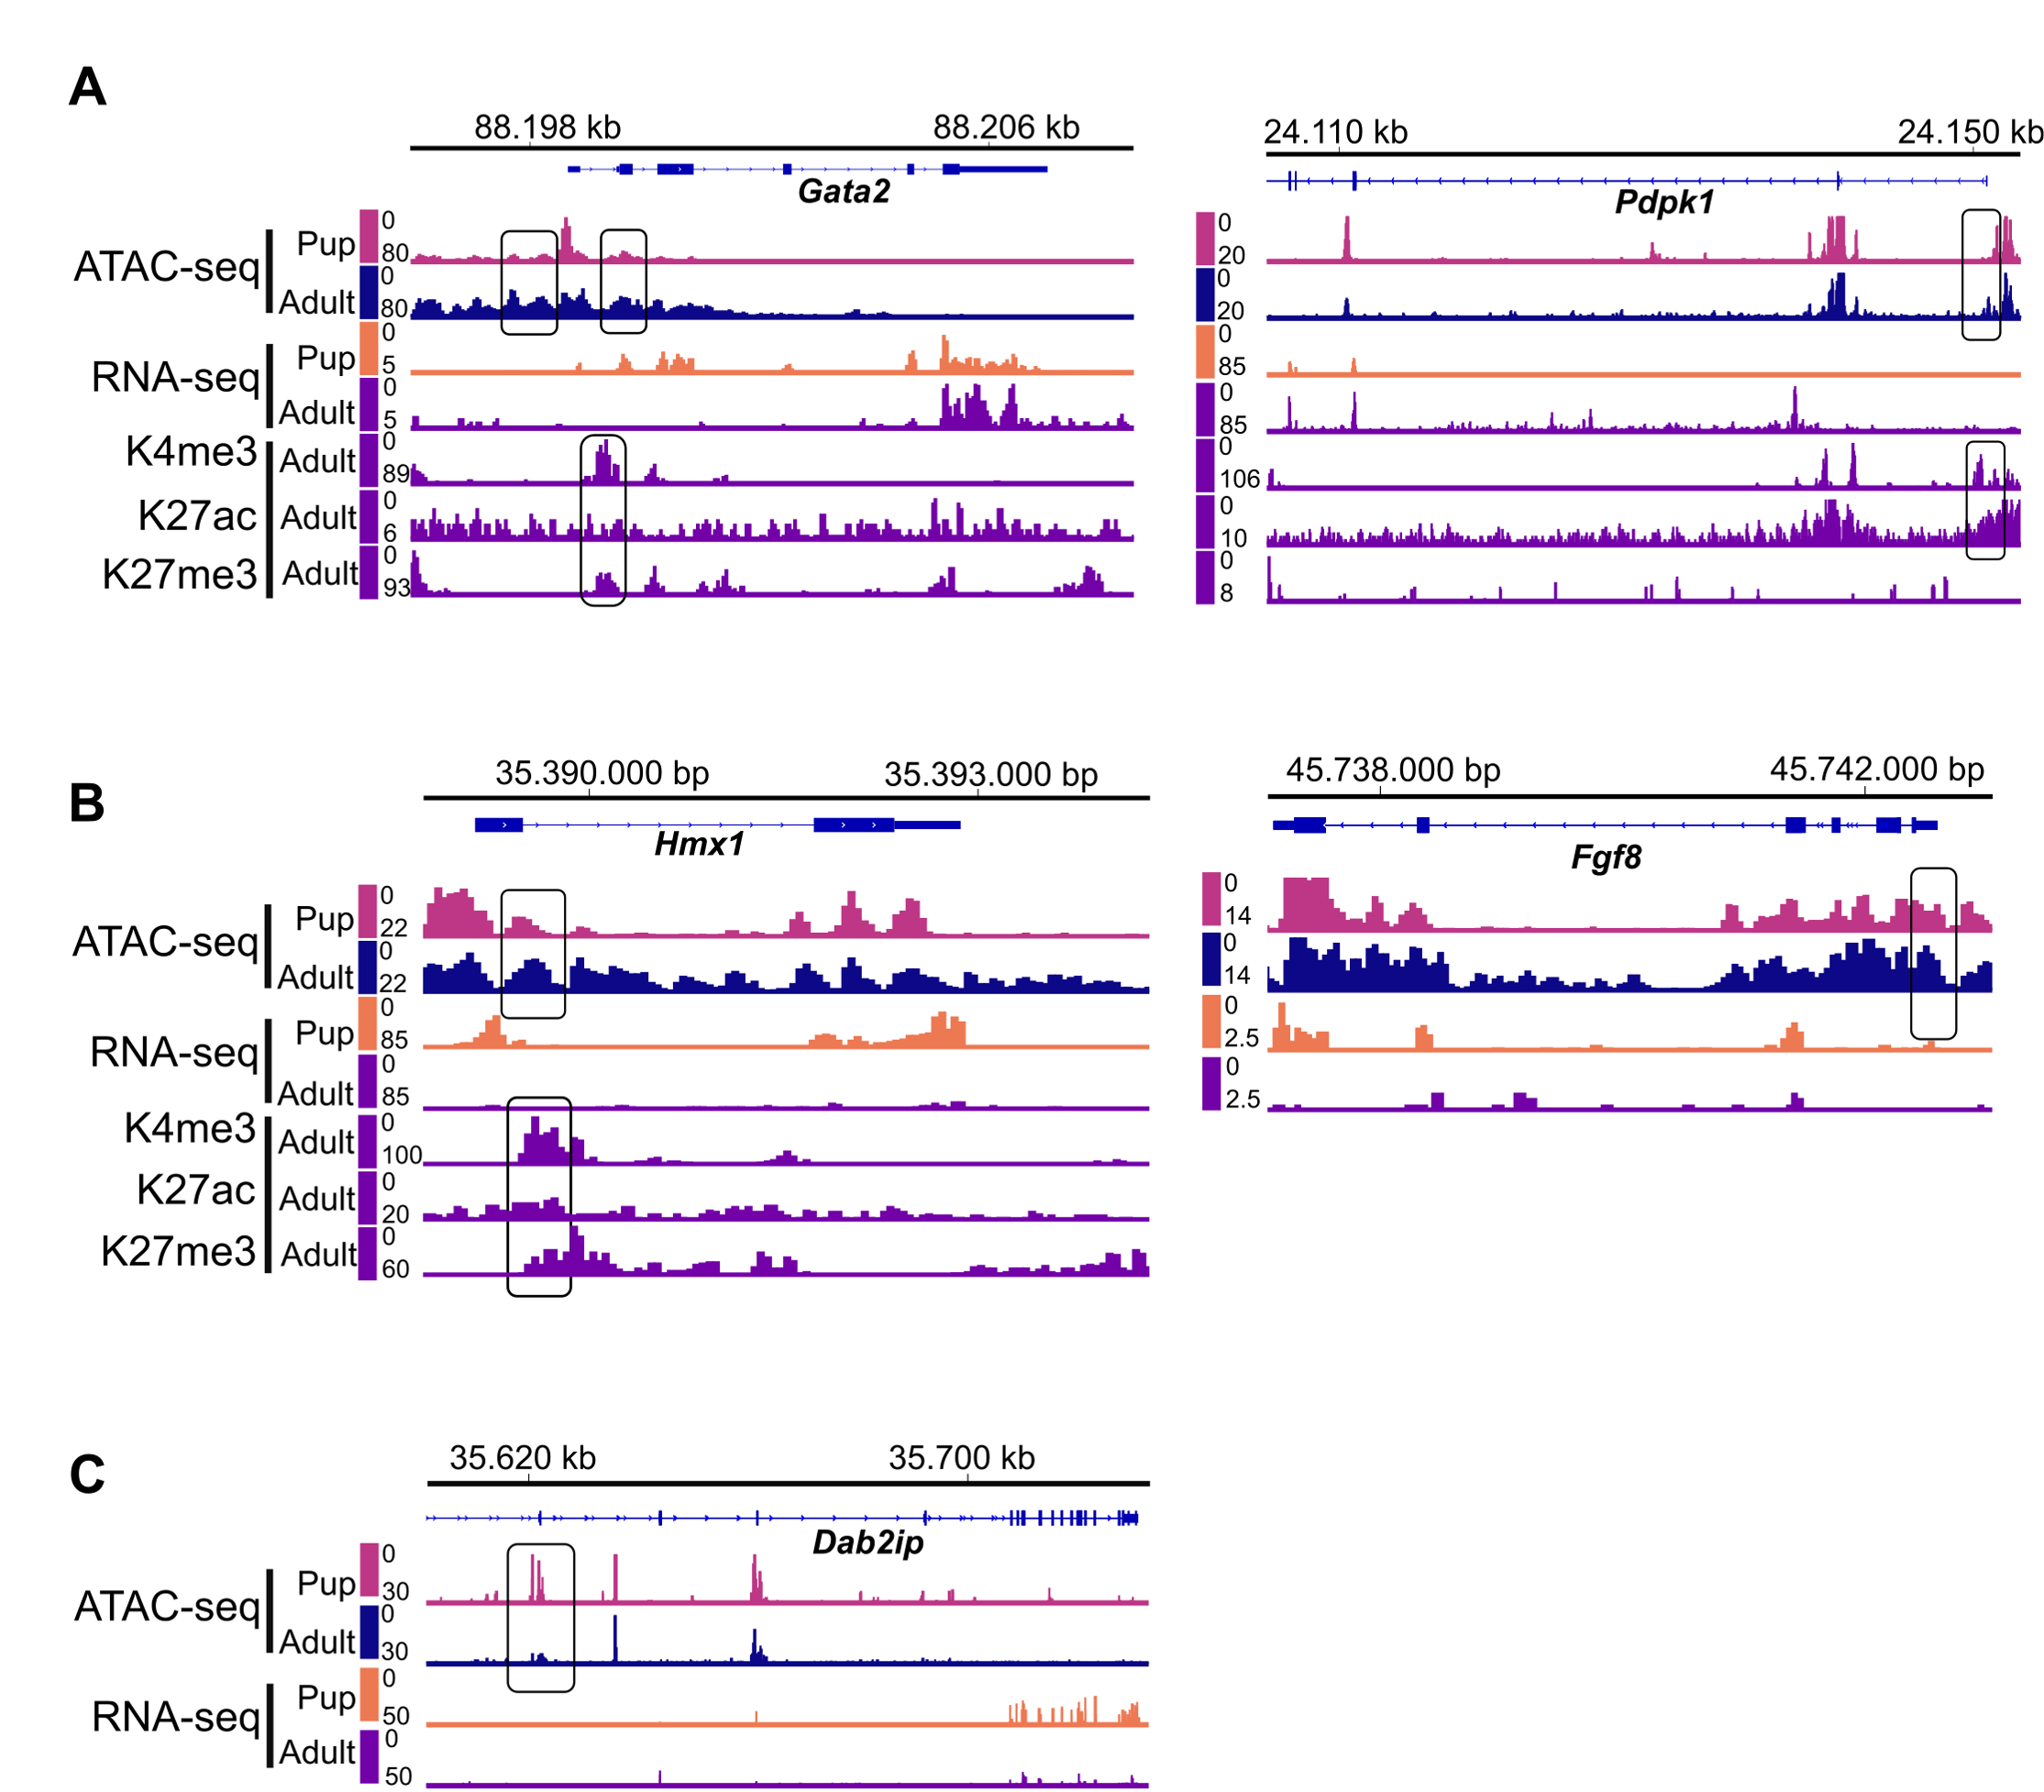 A
88.198 kb 88.206 kb
24.110 kb 24.150 kb
Gata2
Pdpk1
ATAC-seq
Pup 0 80
0 20
Adult 0 80
0 20
RNA-seq
Pup 0 5
0 85
Adult 0 5
0 85
K4me3 Adult 0 89
0 106
K27ac Adult 0 6
0 10
K27me3 Adult 0 93
0 8
B
35.390.000 bp 35.393.000 bp
45.738.000 bp 45.742.000 bp
Hmx1
Fgf8
ATAC-seq
Pup 0 22
0 14
Adult 0 22
0 14
RNA-seq
Pup 0 85
0 2.5
Adult 0 85
0 2.5
K4me3 Adult 0 100
K27ac Adult 0 20
K27me3 Adult 0 60
C
35.620 kb 35.700 kb
Dab2ip
ATAC-seq
Pup 0 30
Adult 0 30
RNA-seq
Pup 0 50
Adult 0 50